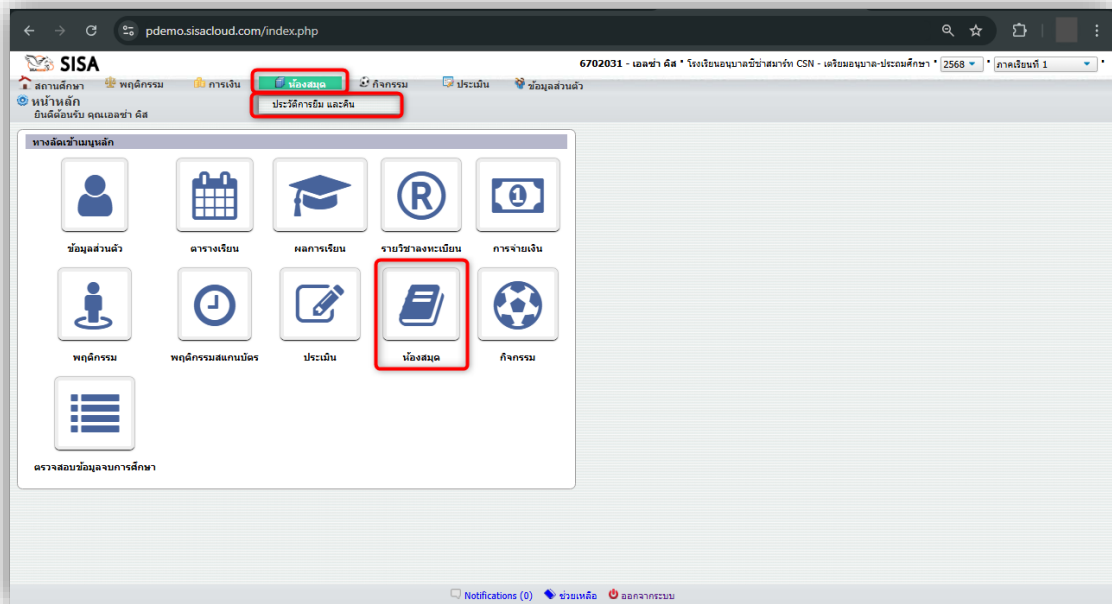 pdemo.sisacloud.com/index.php
SISA
6702031 - เอลซ่า ดิส * โรงเรียนอนุบาลชิซ่าสมาร์ท CSN - เตรียมอนุบาล-ประถมศึกษา * 2568 * ภาคเรียนที่ 1
สถานศึกษา พฤติกรรม การเงิน ห้องสมุด กิจกรรม ประเมิน ข้อมูลส่วนตัว
หน้าหลัก
ประวัติการยืม และคืน
ยินดีต้อนรับ คุณเอลซ่า ดิส
ทางลัดเข้าเมนูหลัก
ข้อมูลส่วนตัว ตารางเรียน ผลการเรียน รายวิชาลงทะเบียน การจ่ายเงิน
พฤติกรรม พฤติกรรมสแกนบัตร ประเมิน ห้องสมุด กิจกรรม
ตรวจสอบข้อมูลจบการศึกษา
Notifications (0) ช่วยเหลือ ออกจากระบบ